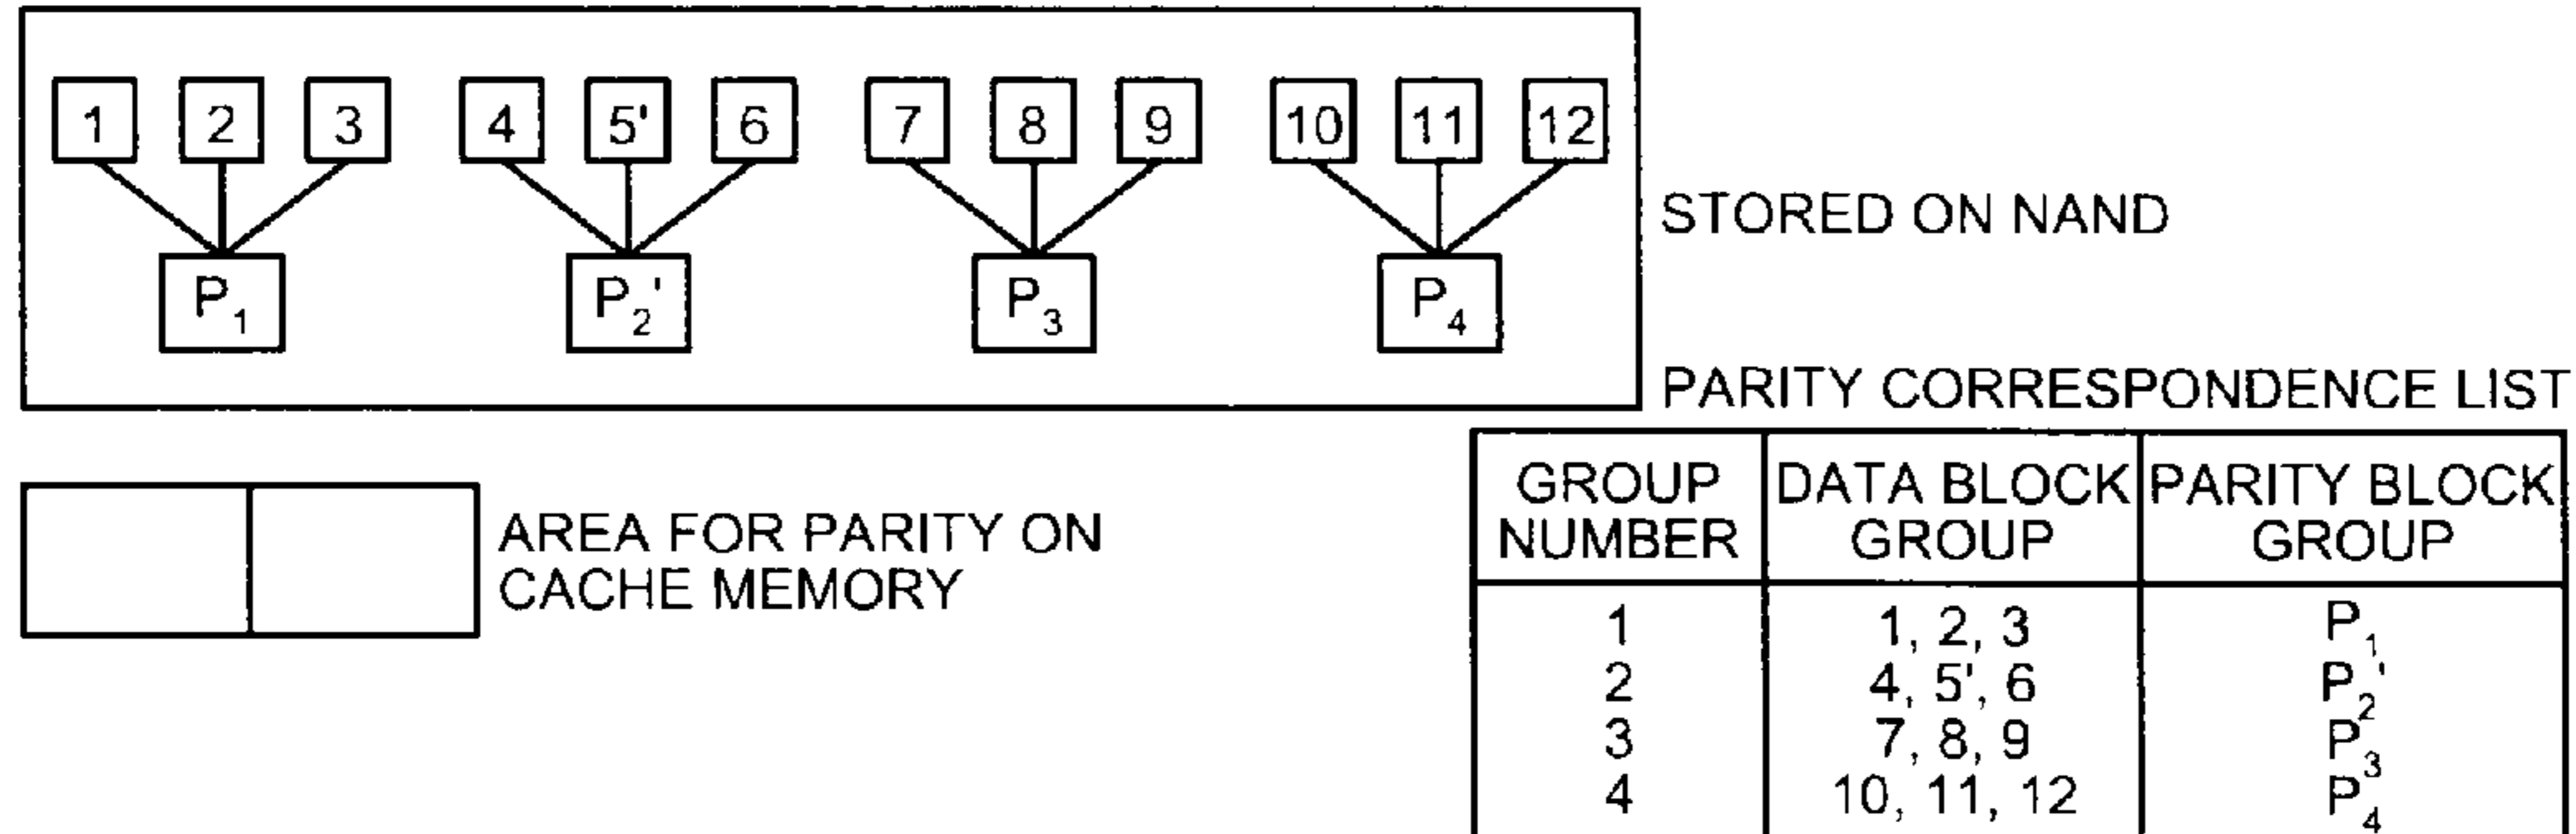 1 2 3 4 5' 6 7 8 9 10 11 12
P1 P2' P3 P4
STORED ON NAND
PARITY CORRESPONDENCE LIST
AREA FOR PARITY ON
CACHE MEMORY
GROUP NUMBER
DATA BLOCK GROUP
PARITY BLOCK GROUP
1 1, 2, 3 P1
2 4, 5', 6 P2'
3 7, 8, 9 P3
4 10, 11, 12 P4